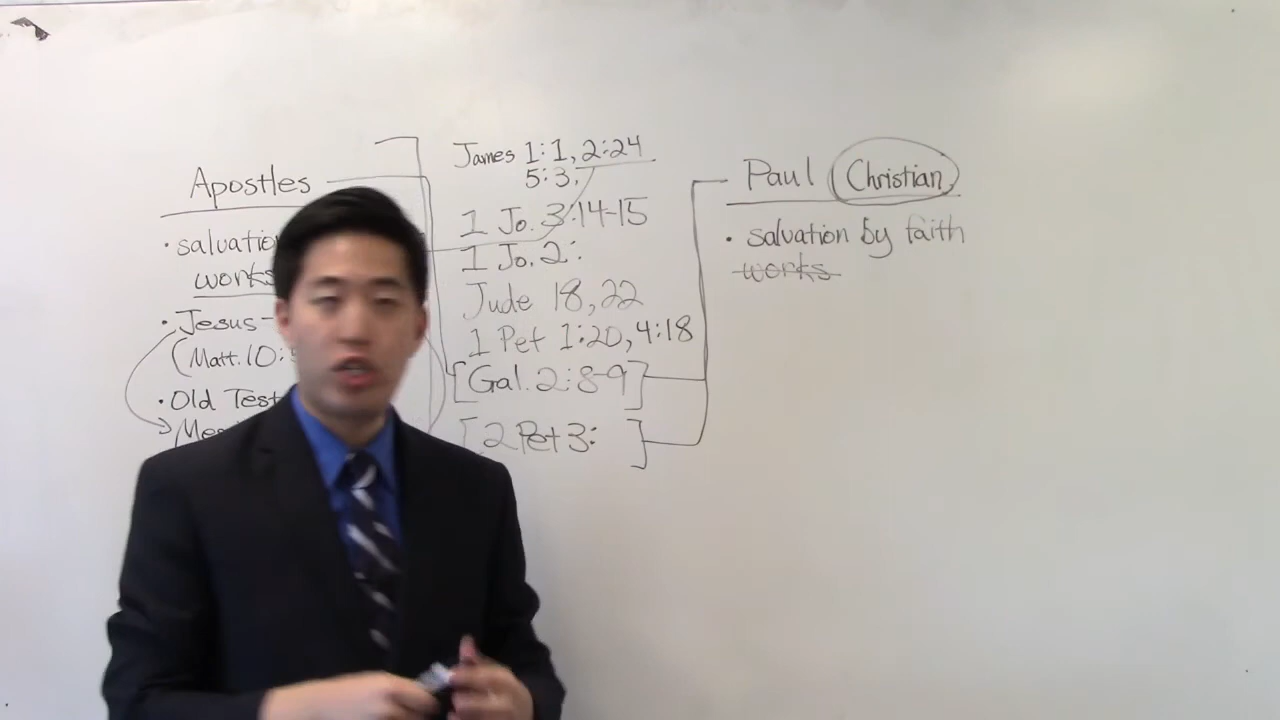 Apostles
• salvation
works
• Jesus-
(Matt. 10:5
• Old Test
Mes
James 1:1, 2:24
5:3,
1 Jo. 3:14-15
1 Jo. 2:
Jude 18, 22
1 Pet 1:20, 4:18
[Gal. 2:8-9]
[2 Pet 3: ]
Paul (Christian)
• salvation by faith
works